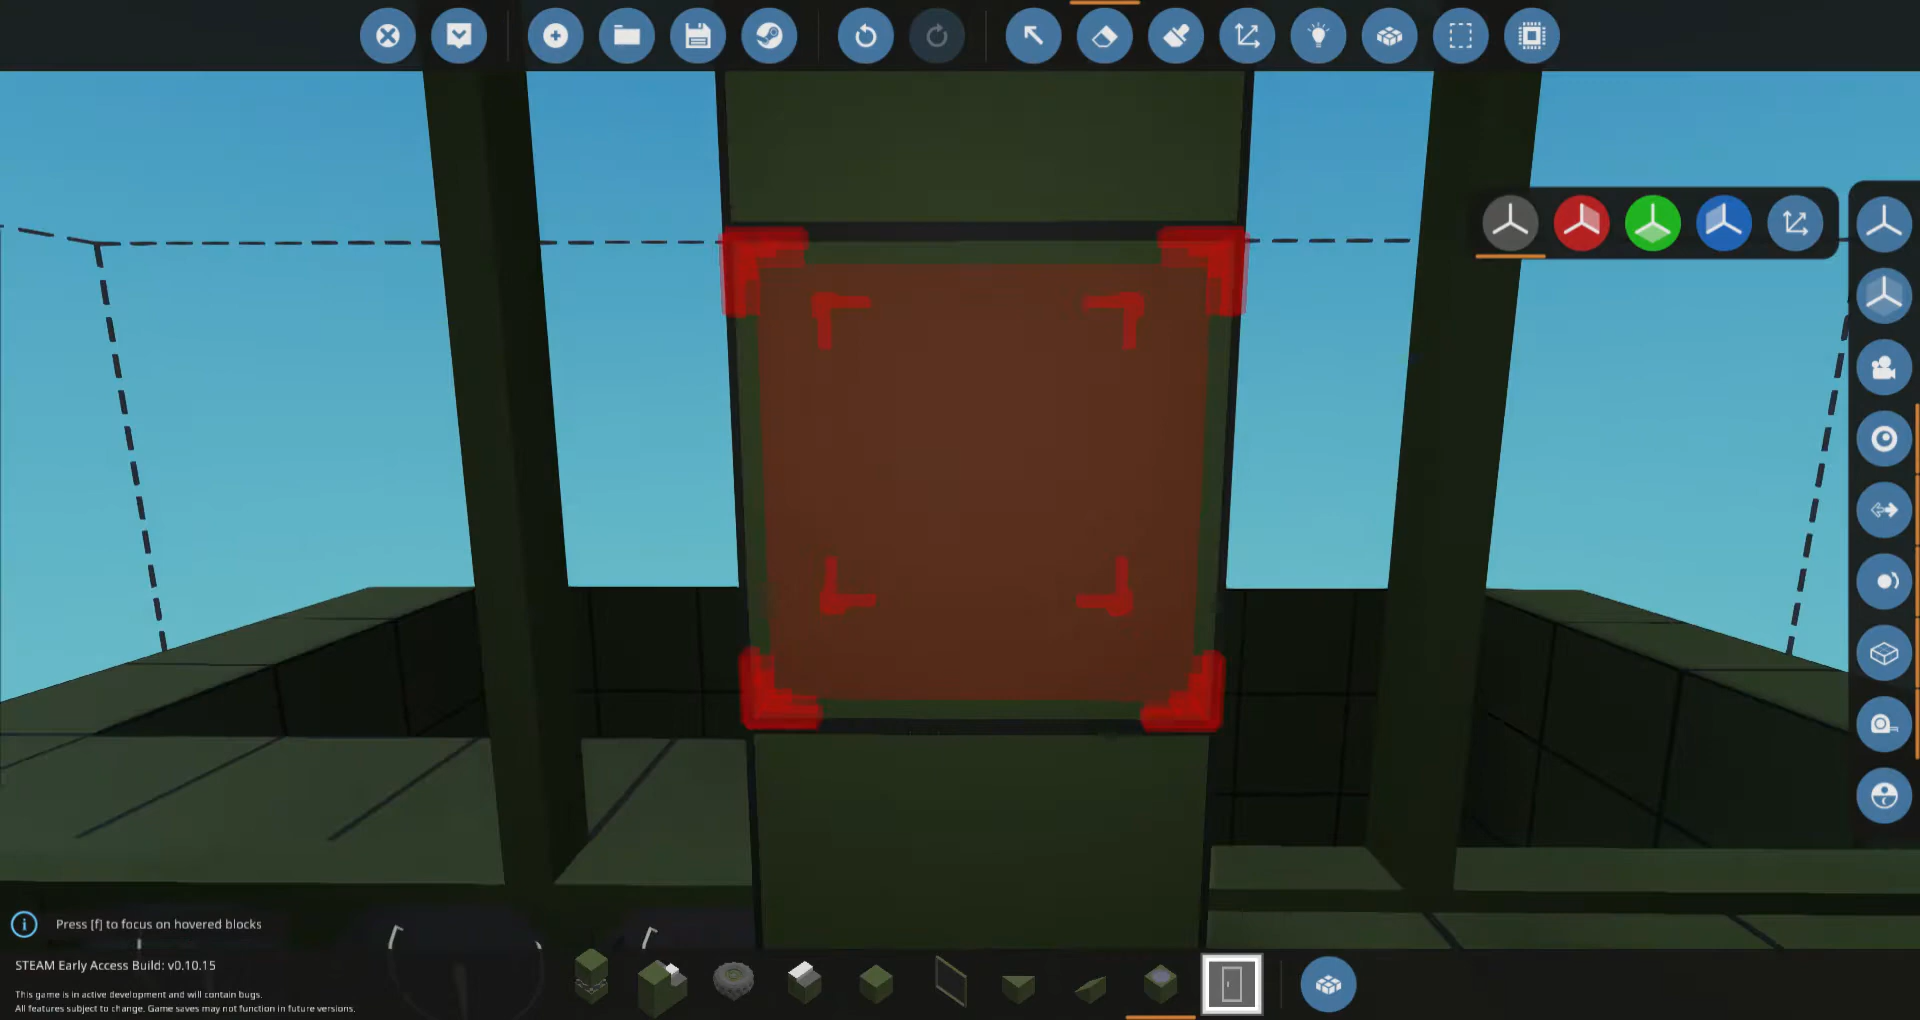 Press [f] to focus on hovered blocks
STEAM Early Access Build: v0.10.15
This game is in active development and will contain bugs.
All features subject to change. Game saves may not function in future versions.